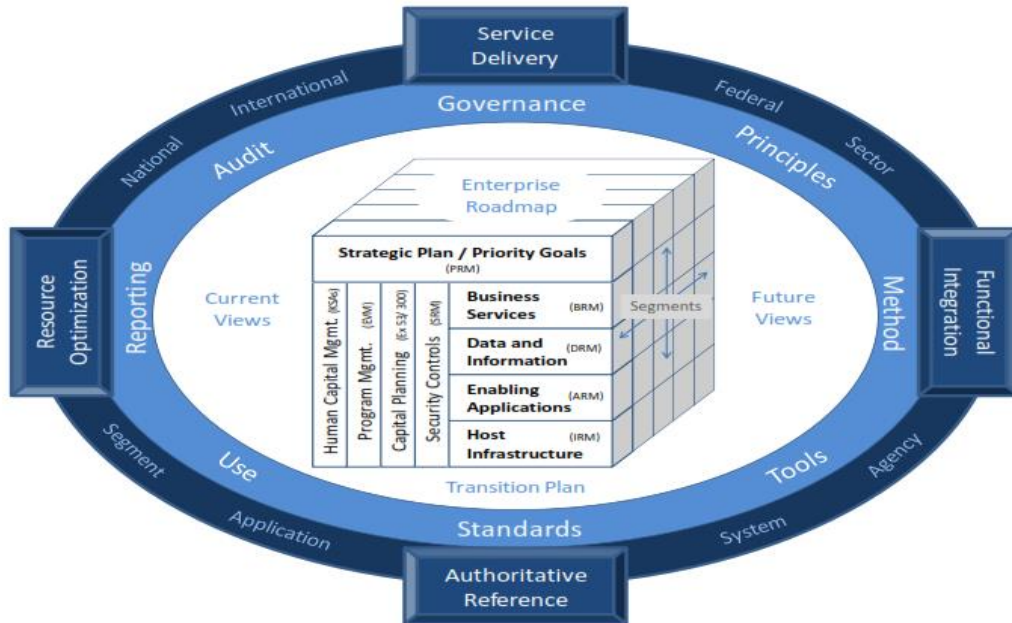 Service
Delivery
International
Federal
Governance
National
Sector
Audit
Principles
Enterprise
Roadmap
Strategic Plan / Priority Goals
(PRM)
Resource
Optimization
Reporting
Current
Views
Human Capital Mgmt. (KSAs)
Program Mgmt. (EVM)
Capital Planning (Ex 53/ 300)
Security Controls (SRM)
Business
Services (BRM)
Data and
Information (DRM)
Enabling
Applications (ARM)
Host
Infrastructure (IRM)
Segments
Future
Views
Method
Functional
Integration
Use
Transition Plan
Tools
Segment
Agency
Standards
Application
System
Authoritative
Reference